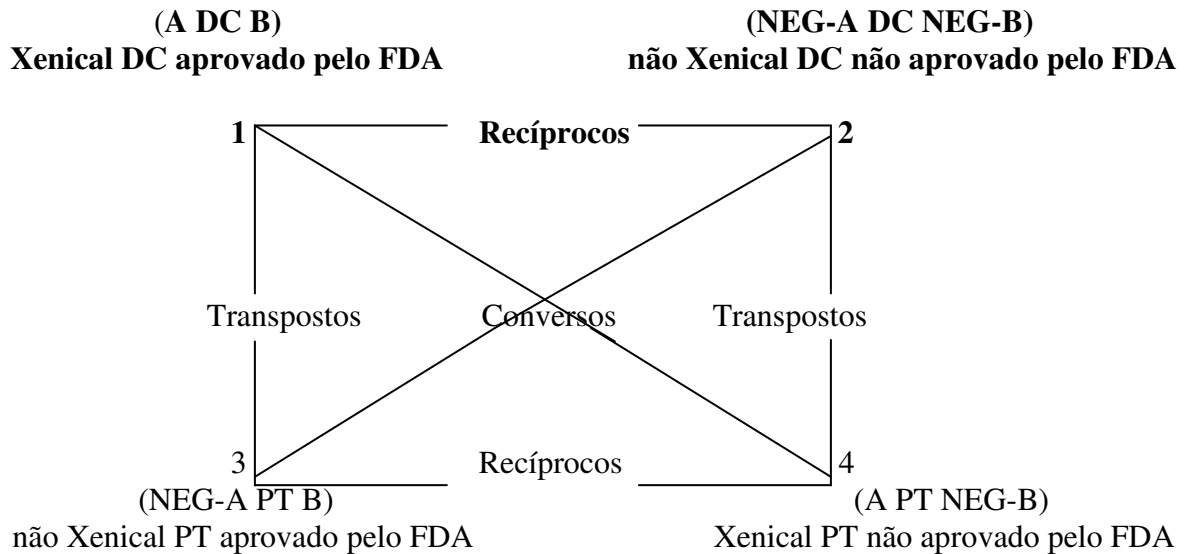 (A DC B)
Xenical DC aprovado pelo FDA
(NEG-A DC NEG-B)
não Xenical DC não aprovado pelo FDA
1
Recíprocos
2
Transpostos
Conversos
Transpostos
3
Recíprocos
4
(NEG-A PT B)
não Xenical PT aprovado pelo FDA
(A PT NEG-B)
Xenical PT não aprovado pelo FDA